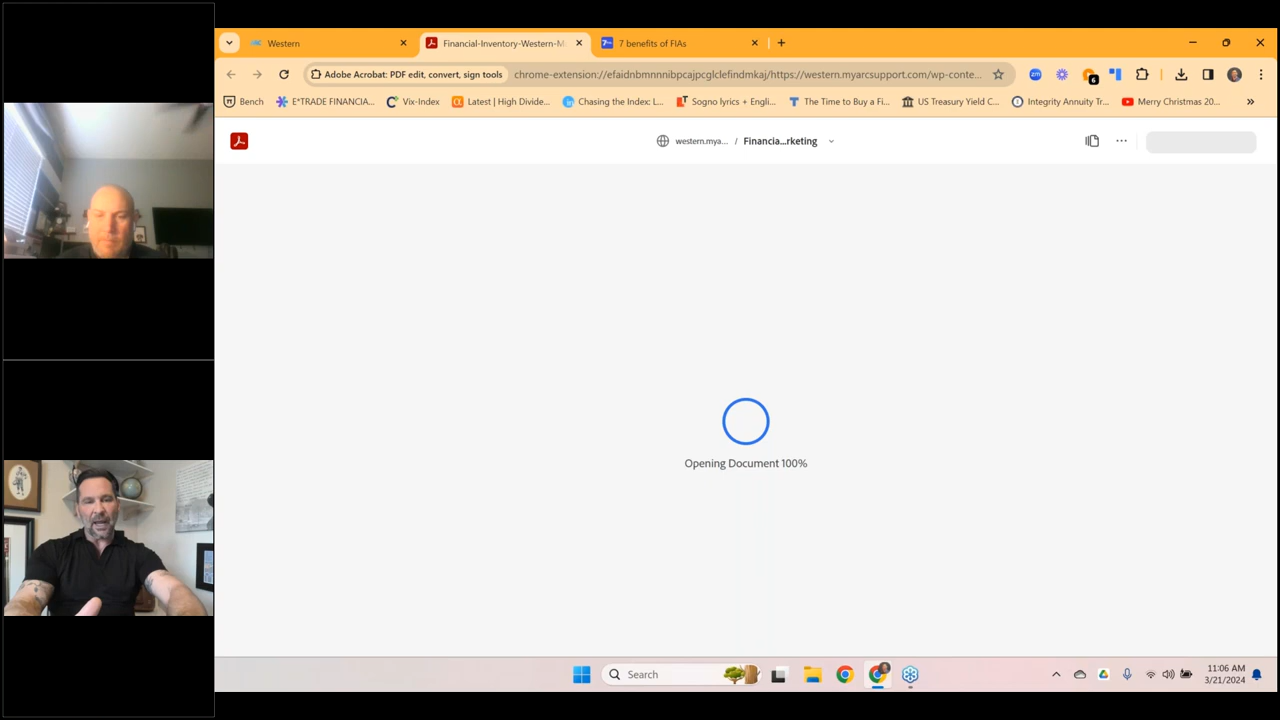 Western
Financial-Inventory-Western-M
7 benefits of FIAs
Adobe Acrobat: PDF edit, convert, sign tools
chrome-extension://efaidnbmnnnibpcajpcglclefindmkaj/https://western.myarcsupport.com/wp-conte...
6
Bench
E*TRADE FINANCIA...
Vix-Index
Latest | High Divide...
Chasing the Index: L...
Sogno lyrics + Engli...
The Time to Buy a Fi...
US Treasury Yield C...
Integrity Annuity Tr...
Merry Christmas 20...
western.mya... / Financia...rketing
Opening Document 100%
Search
11:06 AM
3/21/2024